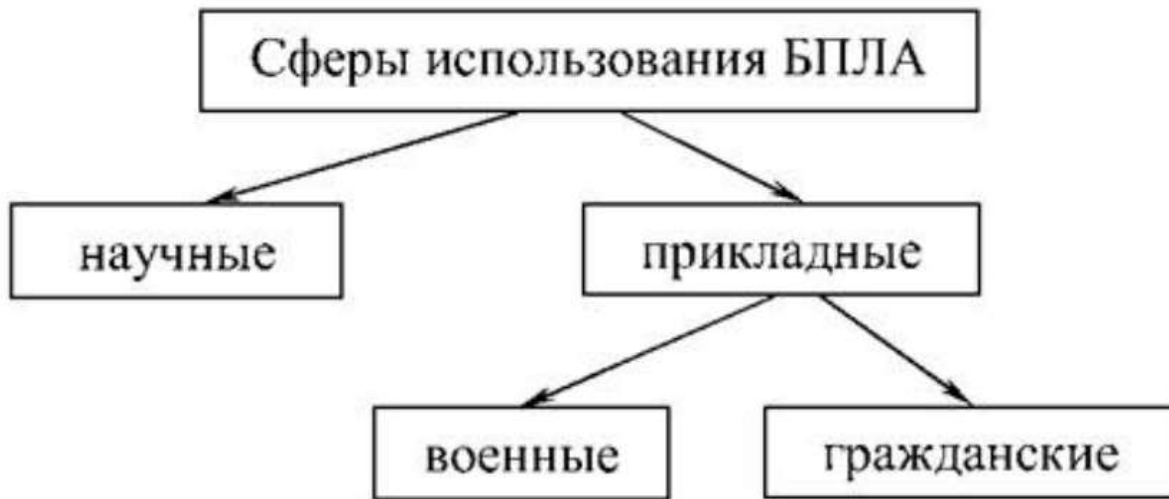 Сферы использования БПЛА
научные
прикладные
военные
гражданские